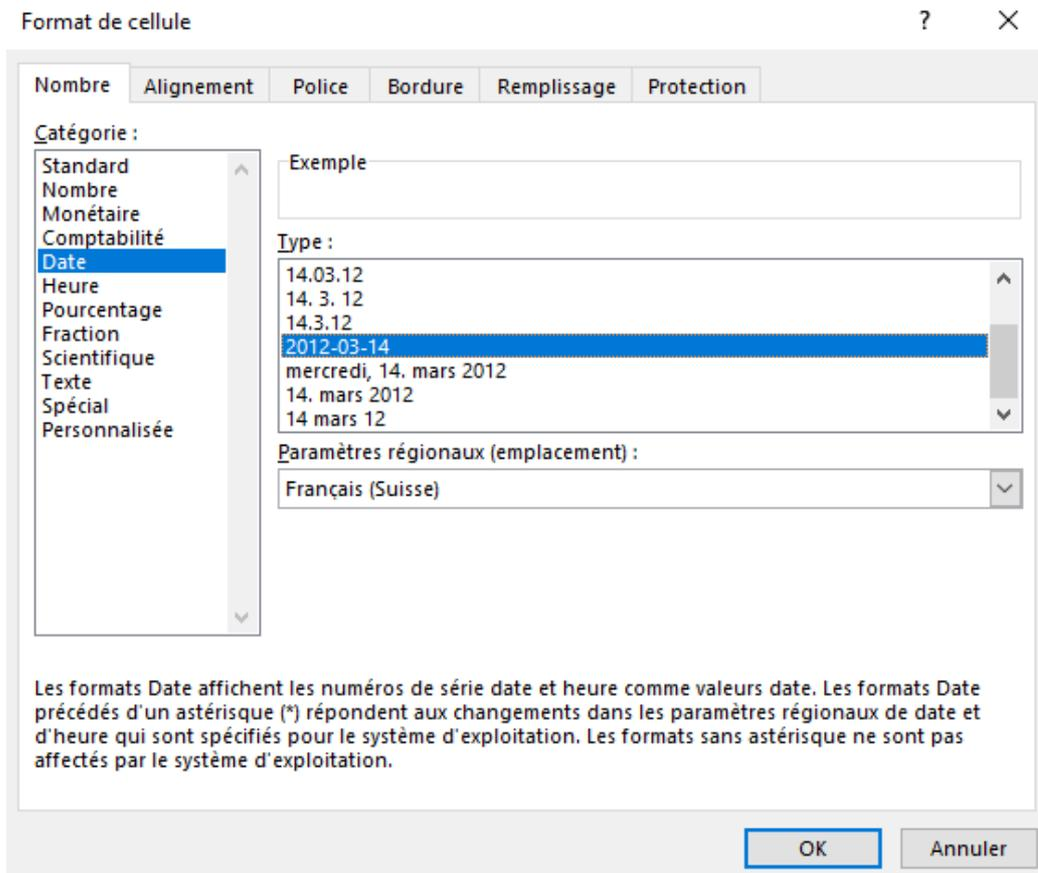 Format de cellule
?
Nombre Alignement Police Bordure Remplissage Protection
Catégorie :
Standard
Nombre
Monétaire
Comptabilité
Date
Heure
Pourcentage
Fraction
Scientifique
Texte
Spécial
Personnalisée
Exemple
Type :
14.03.12
14. 3. 12
14.3.12
2012-03-14
mercredi, 14. mars 2012
14. mars 2012
14 mars 12
Paramètres régionaux (emplacement) :
Français (Suisse)
Les formats Date affichent les numéros de série date et heure comme valeurs date. Les formats Date
précédés d'un astérisque (*) répondent aux changements dans les paramètres régionaux de date et
d'heure qui sont spécifiés pour le système d'exploitation. Les formats sans astérisque ne sont pas
affectés par le système d'exploitation.
OK Annuler